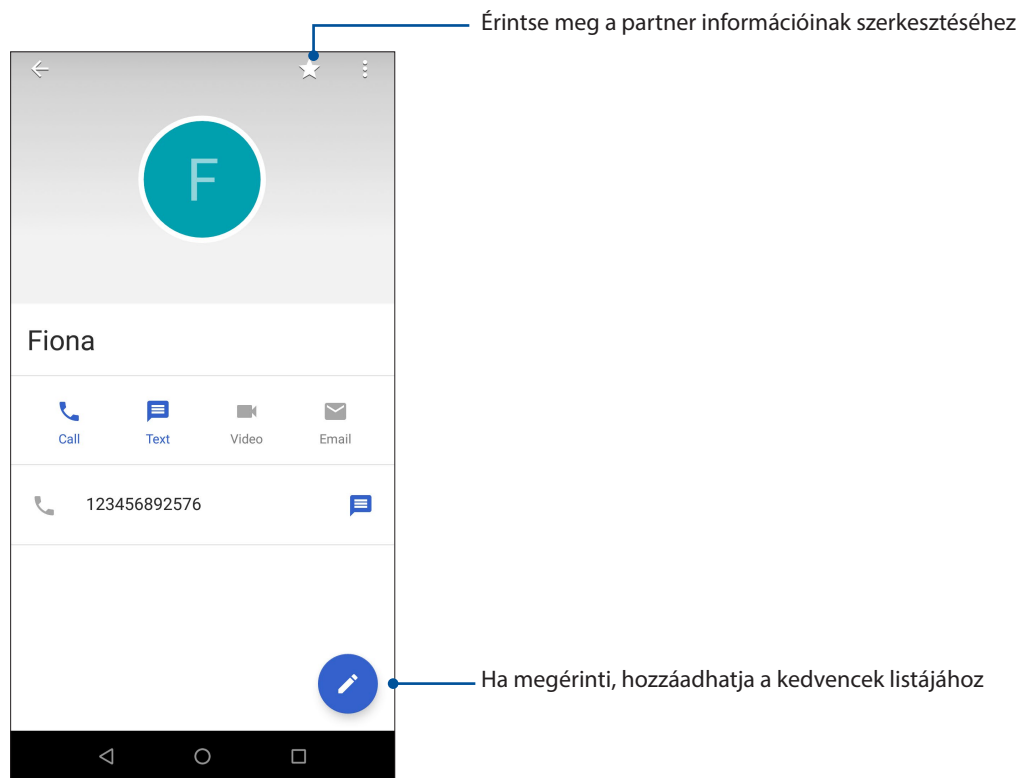 Érintse meg a partner információinak szerkesztéséhez
F
Fiona
Call Text Video Email
123456892576
Ha megérinti, hozzáadhatja a kedvencek listájához